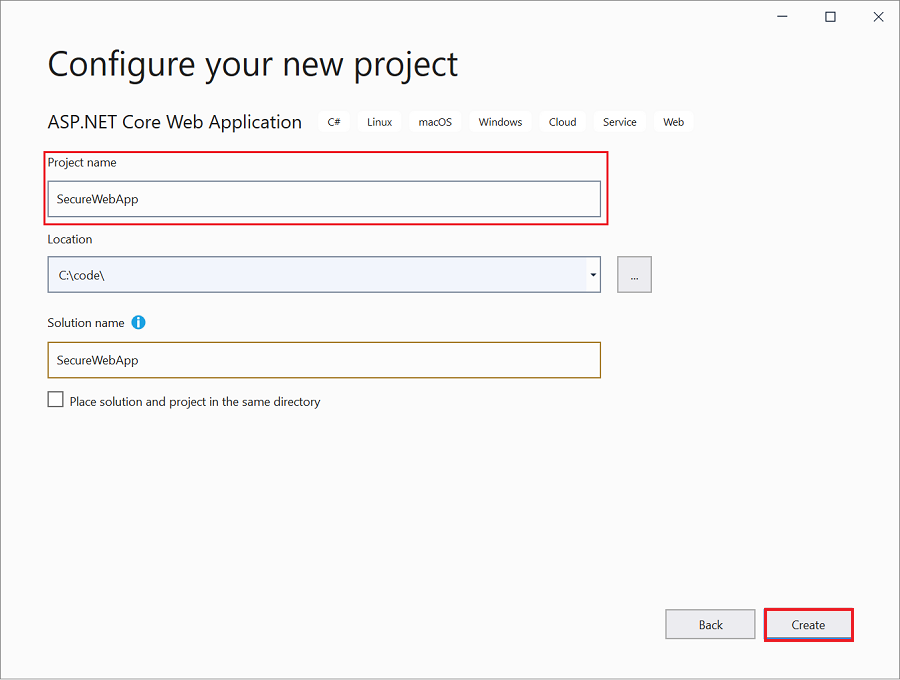 Configure your new project
ASP.NET Core Web Application C# Linux macOS Windows Cloud Service Web
Project name
SecureWebApp
Location
C:\code\
...
Solution name
SecureWebApp
Place solution and project in the same directory
Back Create